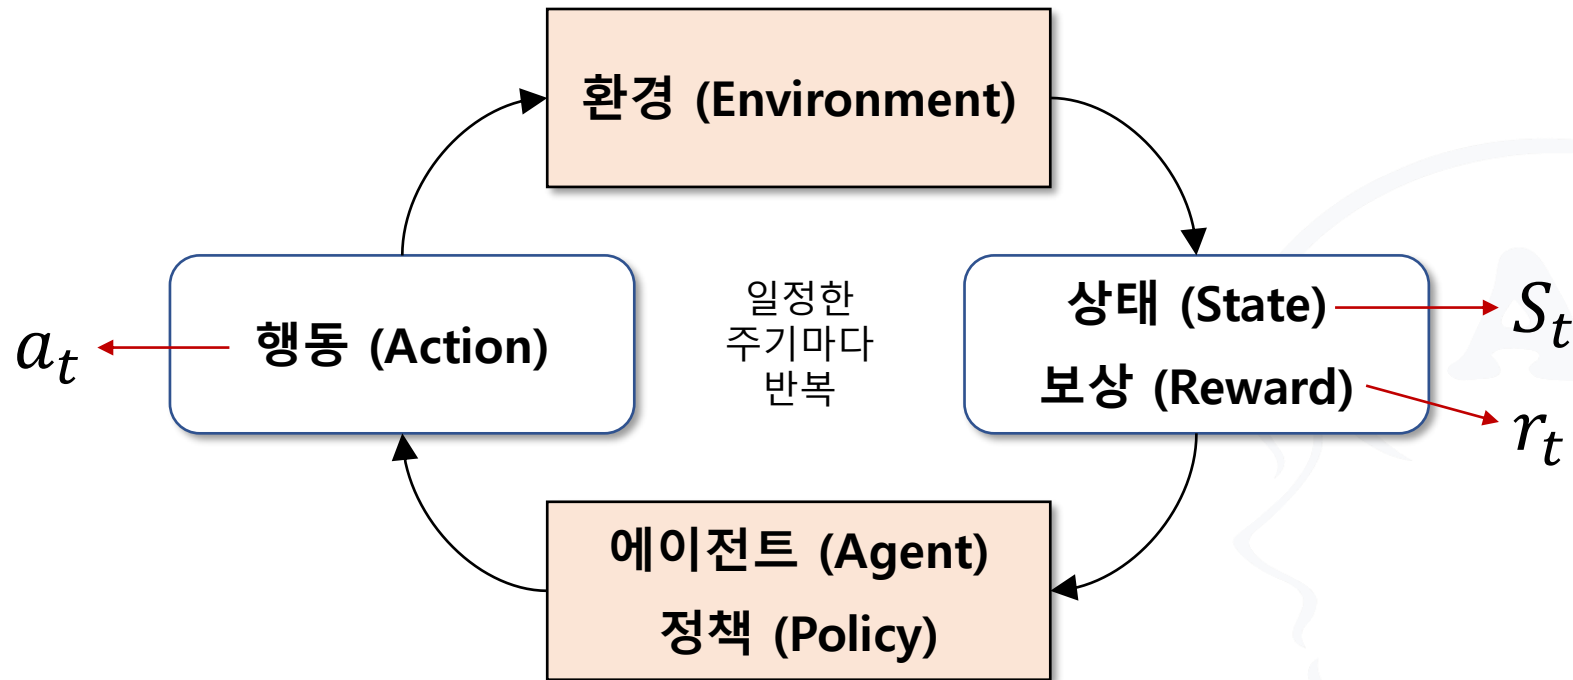 환경 (Environment)
행동 (Action)
a_t
일정한
주기마다
반복
상태 (State)
S_t
보상 (Reward)
r_t
에이전트 (Agent)
정책 (Policy)